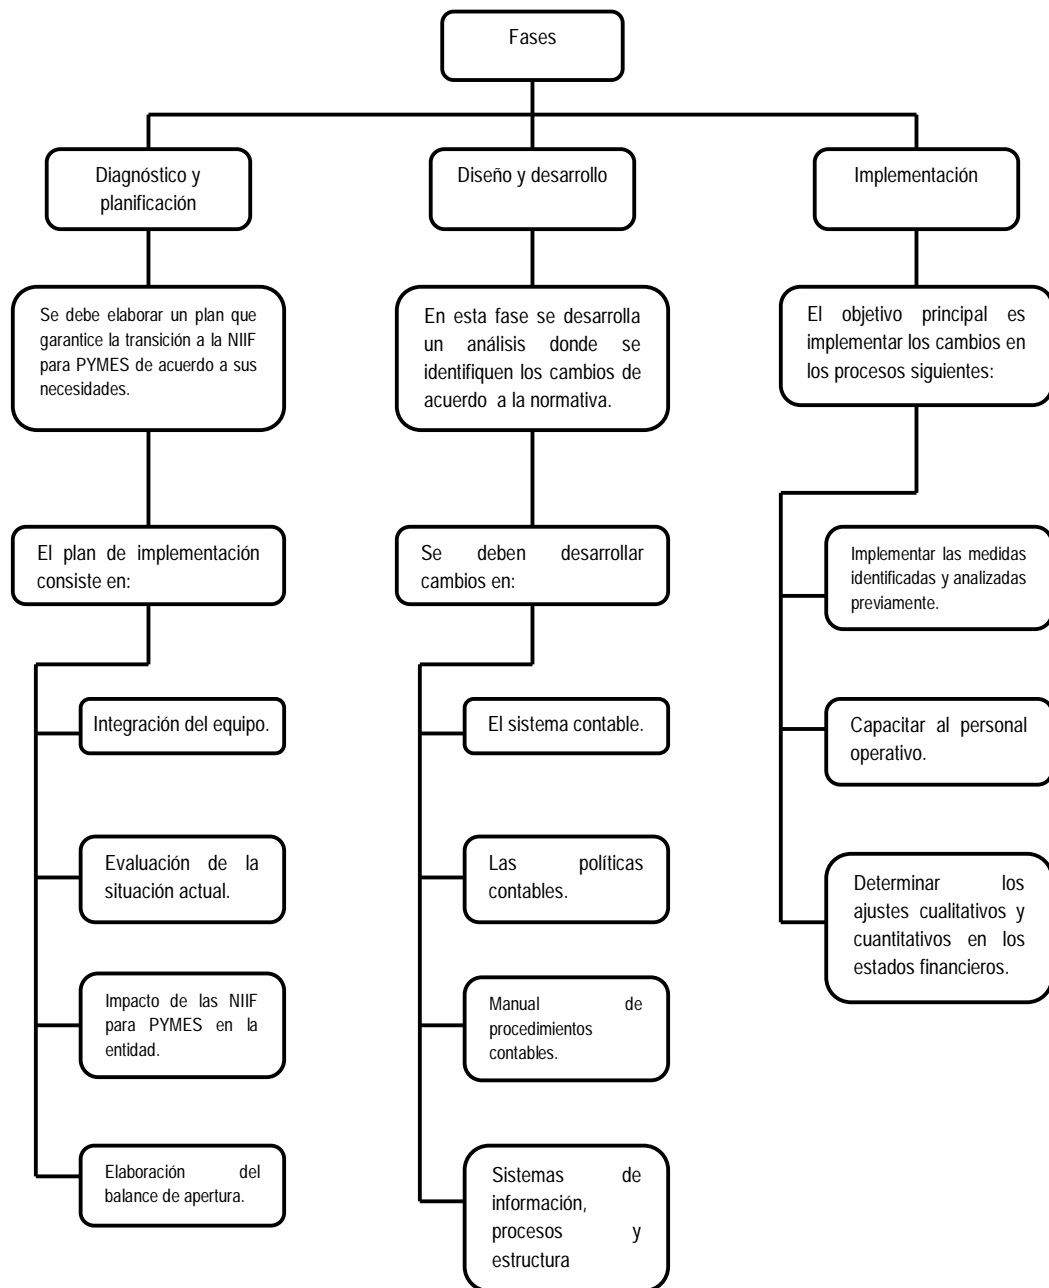 Fases
Diagnóstico y
planificación
Se debe elaborar un plan que
garantice la transición a la NIIF
para PYMES de acuerdo a sus
necesidades.
El plan de implementación
consiste en:
Integración del equipo.
Evaluación de la
situación actual.
Impacto de las NIIF
para PYMES en la
entidad.
Elaboración del
balance de apertura.
Diseño y desarrollo
En esta fase se desarrolla
un análisis donde se
identifiquen los cambios de
acuerdo a la normativa.
Se deben desarrollar
cambios en:
El sistema contable.
Las políticas
contables.
Manual de
procedimientos
contables.
Sistemas de
información,
procesos y
estructura
Implementación
El objetivo principal es
implementar los cambios en
los procesos siguientes:
Implementar las medidas
identificadas y analizadas
previamente.
Capacitar al personal
operativo.
Determinar los
ajustes cualitativos y
cuantitativos en los
estados financieros.